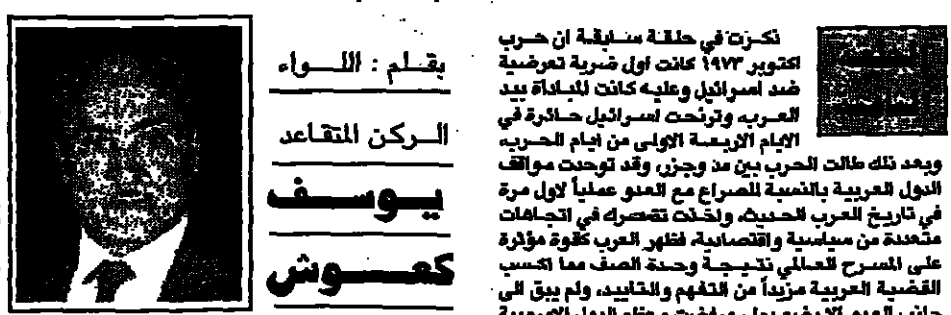 ذكرت في حلقة سابقة ان حرب
اكتوبر ١٩٧٣ كانت اول ضربة تعرضية
ضد اسرائيل وعليه كانت المباداة بيد
العرب، وترنحت اسرائيل حائرة في
الايام الاربعة الاولى من ايام الحرب،
وبعد ذلك طالت الحرب بين مد وجزر، وقد توحدت مواقف
الدول العربية بالنسبة للصراع مع العدو عملياً لاول مرة
في تاريخ العرب الحديث، واخذت تتحرك في اتجاهات
متعددة من سياسية واقتصادية، فظهر العرب كقوة مؤثرة
على المسرح العالمي نتيجة وحدة الصف مما اكسب
القضية العربية مزيداً من التفهم والتاييد، ولم يبق الى
بقلم : اللواء
الركن المتقاعد
يوسف
كعوش